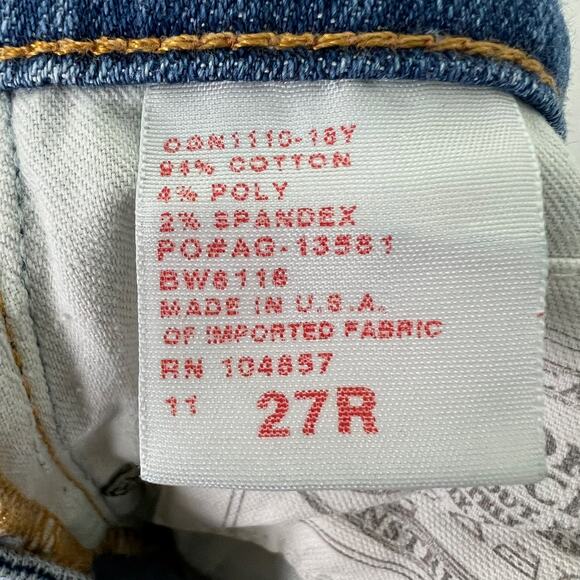 CGN1110-18Y
94% COTTON
4% POLY
2% SPANDEX
PO#AG-13581
BW6118
MADE IN U.S.A.
OF IMPORTED FABRIC
RN 104857
11 27R